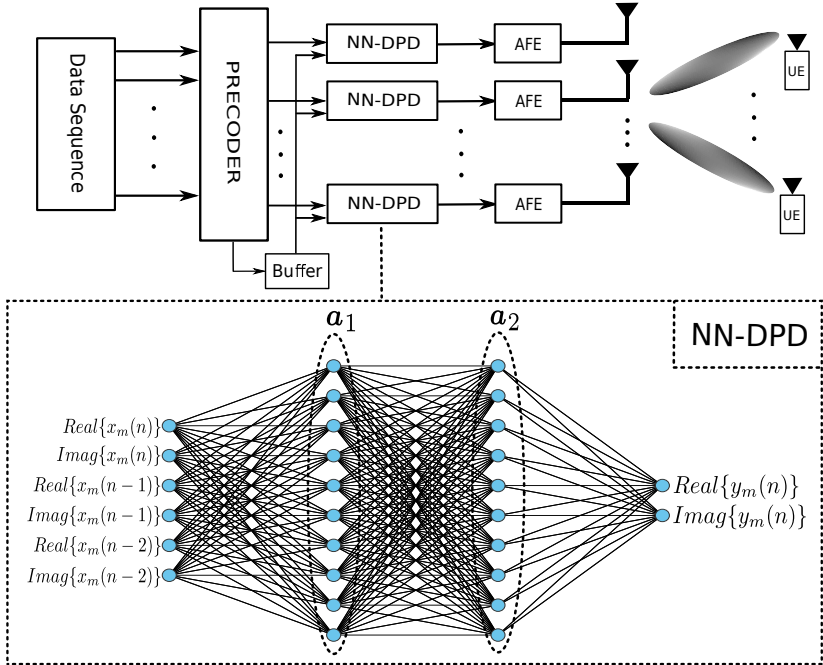 Data Sequence
PRECODER
NN-DPD
AFE
NN-DPD
AFE
NN-DPD
AFE
UE
UE
Buffer
NN-DPD
a₁
a₂
Real{xₘ(n)}
Imag{xₘ(n)}
Real{xₘ(n-1)}
Imag{xₘ(n-1)}
Real{xₘ(n-2)}
Imag{xₘ(n-2)}
Real{yₘ(n)}
Imag{yₘ(n)}